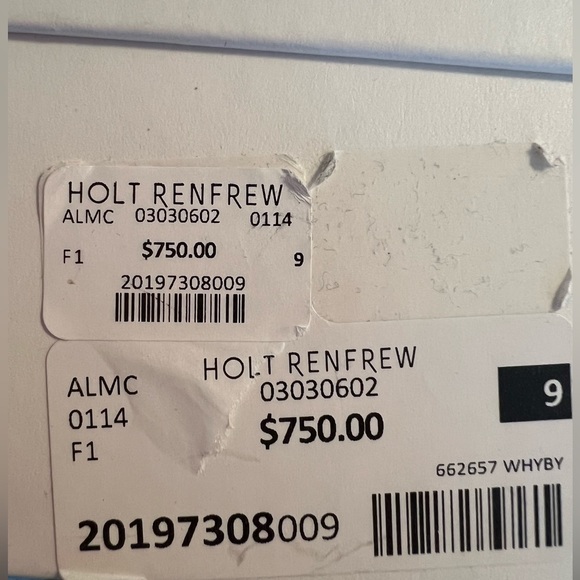 HOLT RENFREW
ALMC 03030602 0114
F1 $750.00 9
20197308009
HOLT RENFREW
ALMC 03030602 9
0114 $750.00
F1
662657 WHYBY
20197308009